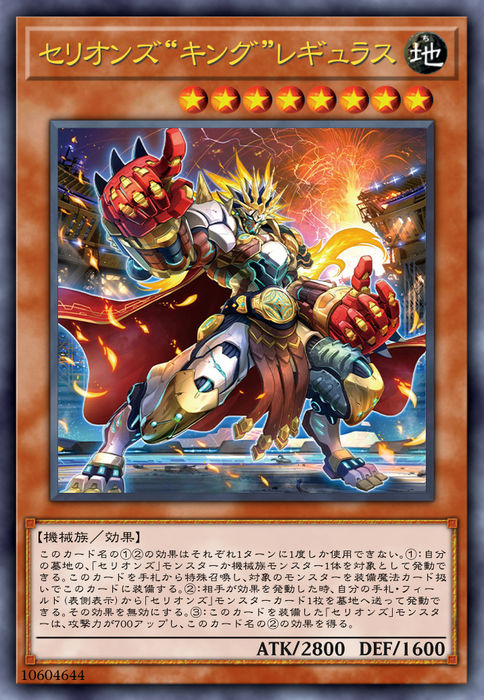 セリオンズ“キング”レギュラス
地
ち
【機械族／効果】
このカード名の①②の効果はそれぞれ1ターンに1度しか使用できない。①：自分
の墓地の、「セリオンズ」モンスターか機械族モンスター1体を対象として発動で
きる。このカードを手札から特殊召喚し、対象のモンスターを装備魔法カード扱
いでこのカードに装備する。②：相手が効果を発動した時、自分の手札・フィー
ルド（表側表示）から「セリオンズ」モンスターカード1枚を墓地へ送って発動で
きる。その効果を無効にする。③：このカードを装備した「セリオンズ」モンスタ
ーは、攻撃力が700アップし、このカード名の②の効果を得る。
ATK/2800 DEF/1600
10604644